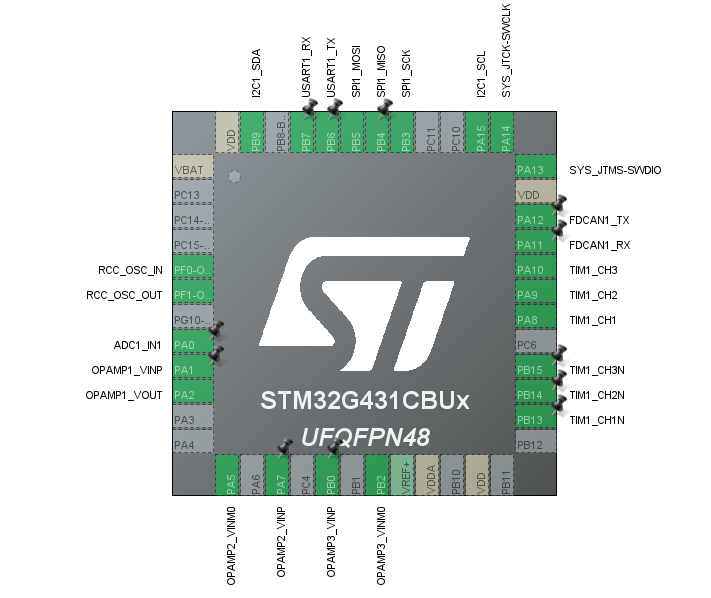 I2C1_SDA
USART1_RX
USART1_TX
SPI1_MOSI
SPI1_MISO
SPI1_SCK
I2C1_SCL
SYS_JTCK-SWCLK
VDD
PB9
PB8-B..
PB7
PB6
PB5
PB4
PB3
PC11
PC10
PA15
PA14
VBAT
PC13
PC14-..
PC15-..
RCC_OSC_IN PF0-O..
RCC_OSC_OUT PF1-O..
PG10-..
ADC1_IN1 PA0
OPAMP1_VINP PA1
OPAMP1_VOUT PA2
PA3
PA4
PA13 SYS_JTMS-SWDIO
VDD
PA12 FDCAN1_TX
PA11 FDCAN1_RX
PA10 TIM1_CH3
PA9 TIM1_CH2
PA8 TIM1_CH1
PC6
PB15 TIM1_CH3N
PB14 TIM1_CH2N
PB13 TIM1_CH1N
PB12
ST
STM32G431CBUx
UFQFPN48
PA5
PA6
PA7
PC4
PB0
PB1
PB2
VREF+
VDDA
PB10
VDD
PB11
OPAMP2_VINM0
OPAMP2_VINP
OPAMP3_VINP
OPAMP3_VINM0